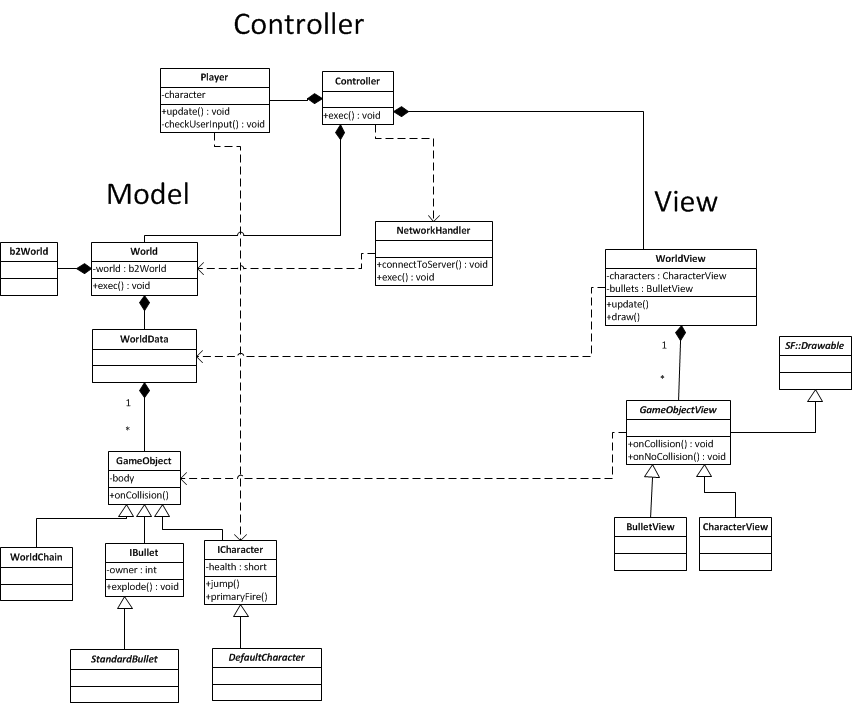 Controller
Player
-character
+update() : void
-checkUserInput() : void
Controller
+exec() : void
Model
View
b2World
World
-world : b2World
+exec() : void
NetworkHandler
+connectToServer() : void
+exec() : void
WorldView
-characters : CharacterView
-bullets : BulletView
+update()
+draw()
WorldData
1
*
1
*
SF::Drawable
GameObjectView
+onCollision() : void
+onNoCollision() : void
GameObject
-body
+onCollision()
BulletView
CharacterView
WorldChain
IBullet
-owner : int
+explode() : void
ICharacter
-health : short
+jump()
+primaryFire()
StandardBullet
DefaultCharacter